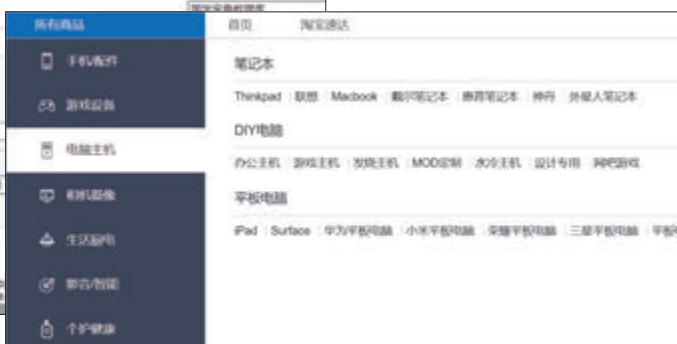 所有商品
首页 淘宝速达
手机配件
游戏设备
电脑主机
相机摄像
生活厨电
影音/智能
个护健康
笔记本
Thinkpad 联想 Macbook 戴尔笔记本 惠普笔记本 神舟 外星人笔记本
DIY电脑
办公主机 游戏主机 发烧主机 MOD定制 水冷主机 设计专用 网吧游戏
平板电脑
iPad Surface 华为平板电脑 小米平板电脑 荣耀平板电脑 三星平板电脑